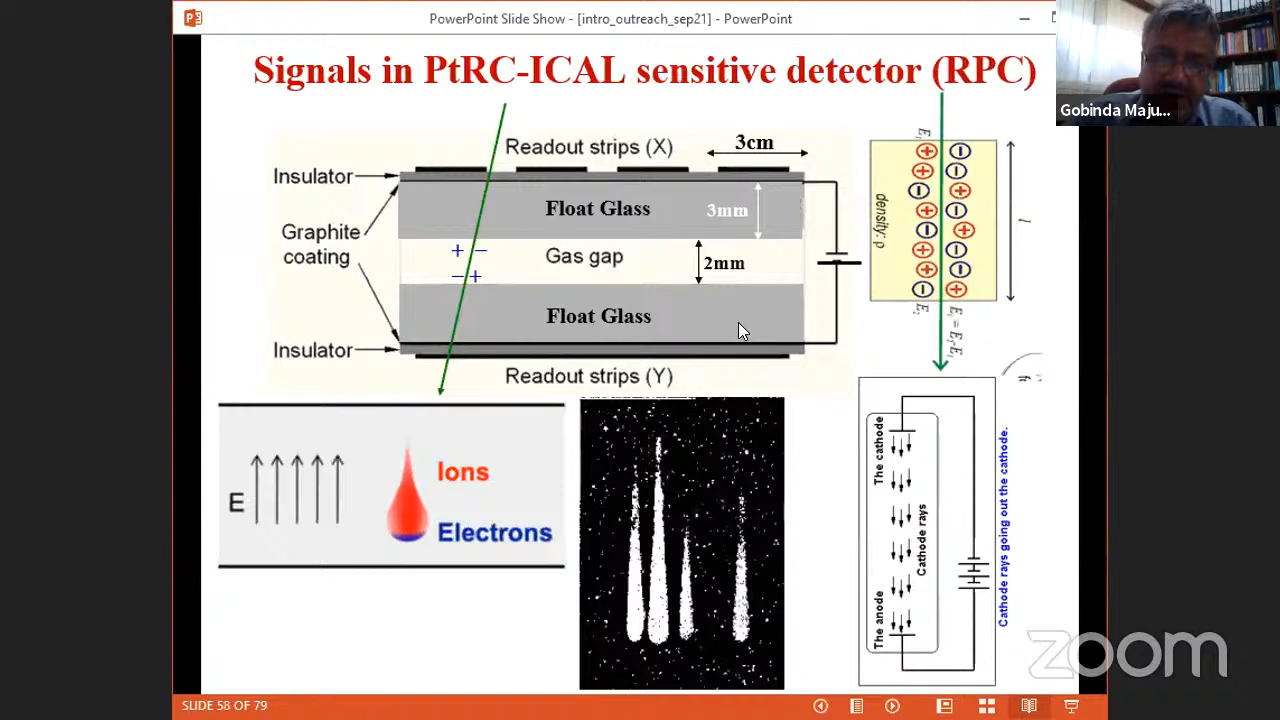 PowerPoint Slide Show - [intro_outreach_sep21] - PowerPoint
Signals in PtRC-ICAL sensitive detector (RPC)
Gobinda Maju...
Readout strips (X)
3cm
Insulator
Float Glass
3mm
Graphite
coating
+ −
Gas gap
2mm
−+
Float Glass
Insulator
Readout strips (Y)
E₁
density: ρ
l
E₂
E
Ions
Electrons
The cathode
Cathode rays
The anode
Cathode rays going out the cathode.
zoom
SLIDE 58 OF 79